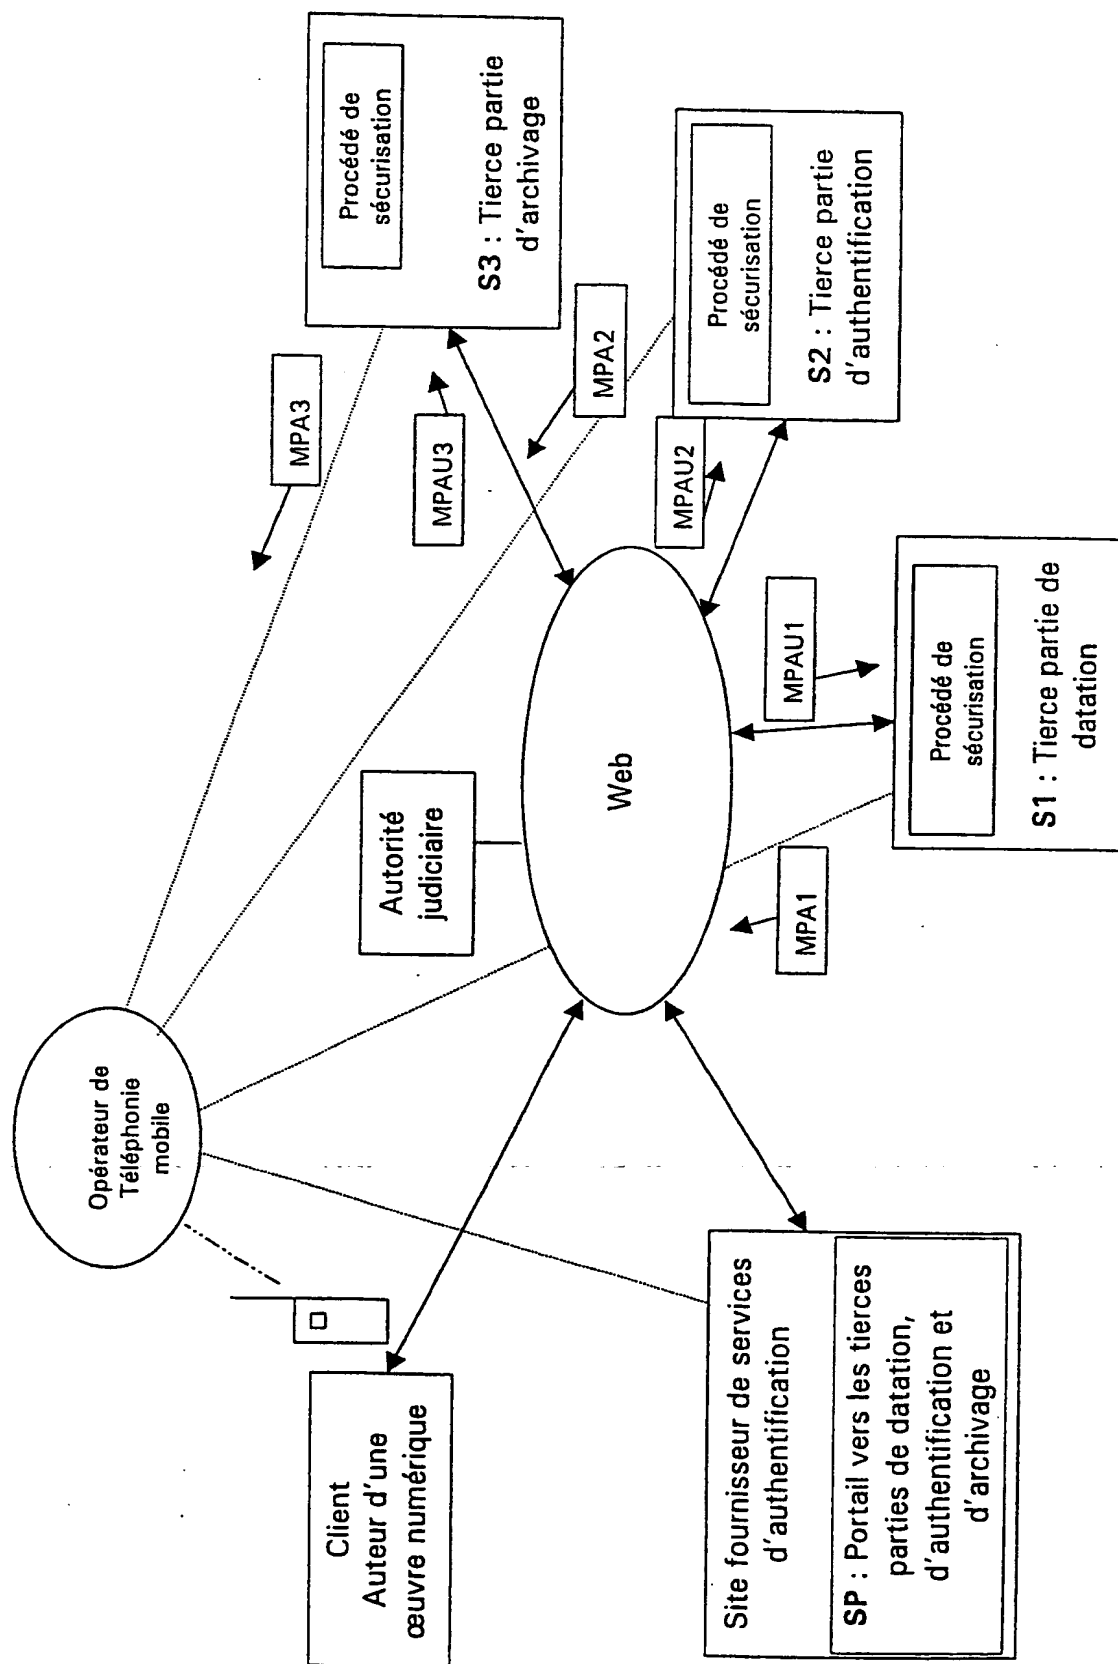 Opérateur de
Téléphonie
mobile
Client
Auteur d'une
œuvre numérique
Autorité
judiciaire
Web
MPA3
MPAU3
MPA2
MPAU2
MPAU1
MPA1
Procédé de
sécurisation
S3 : Tierce partie
d'archivage
Procédé de
sécurisation
S2 : Tierce partie
d'authentification
Procédé de
sécurisation
S1 : Tierce partie de
datation
Site fournisseur de services
d'authentification
SP : Portail vers les tierces
parties de datation,
d'authentification et
d'archivage